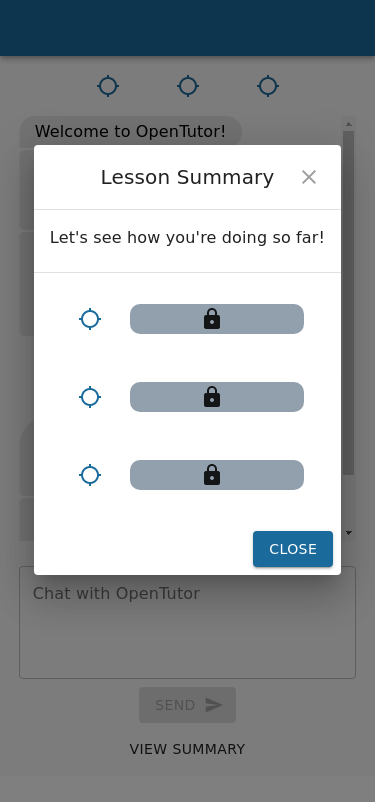 Welcome to OpenTutor!
Lesson Summary
Let's see how you're doing so far!
CLOSE
Chat with OpenTutor
SEND
VIEW SUMMARY